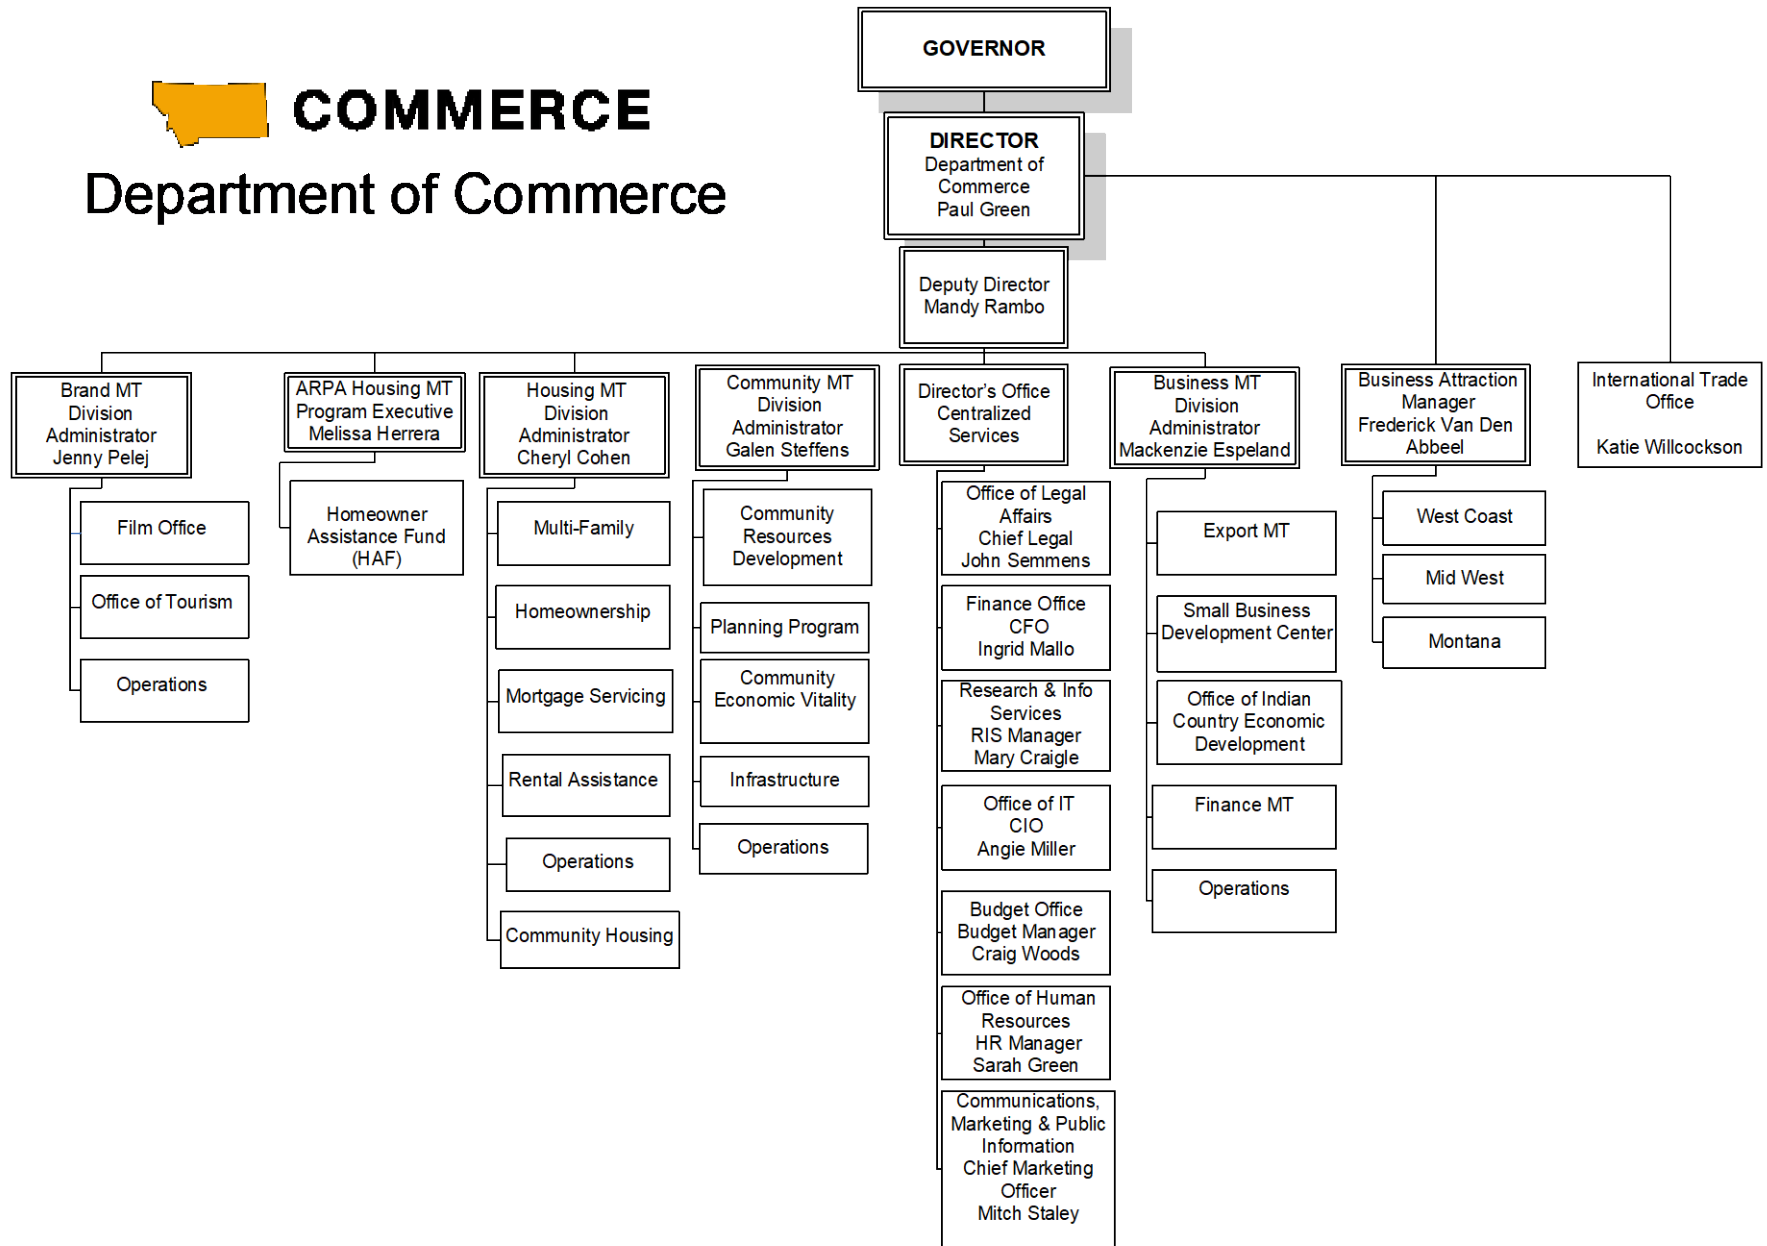 GOVERNOR
COMMERCE
Department of Commerce
DIRECTOR
Department of
Commerce
Paul Green
Deputy Director
Mandy Rambo
Brand MT
Division
Administrator
Jenny Pelej
Film Office
Office of Tourism
Operations
ARPA Housing MT
Program Executive
Melissa Herrera
Homeowner
Assistance Fund
(HAF)
Housing MT
Division
Administrator
Cheryl Cohen
Multi-Family
Homeownership
Mortgage Servicing
Rental Assistance
Operations
Community Housing
Community MT
Division
Administrator
Galen Steffens
Community
Resources
Development
Planning Program
Community
Economic Vitality
Infrastructure
Operations
Director's Office
Centralized
Services
Office of Legal
Affairs
Chief Legal
John Semmens
Finance Office
CFO
Ingrid Mallo
Research & Info
Services
RIS Manager
Mary Craigle
Office of IT
CIO
Angie Miller
Budget Office
Budget Manager
Craig Woods
Office of Human
Resources
HR Manager
Sarah Green
Communications,
Marketing & Public
Information
Chief Marketing
Officer
Mitch Staley
Business MT
Division
Administrator
Mackenzie Espeland
Export MT
Small Business
Development Center
Office of Indian
Country Economic
Development
Finance MT
Operations
Business Attraction
Manager
Frederick Van Den
Abbeel
West Coast
Mid West
Montana
International Trade
Office
Katie Willcockson